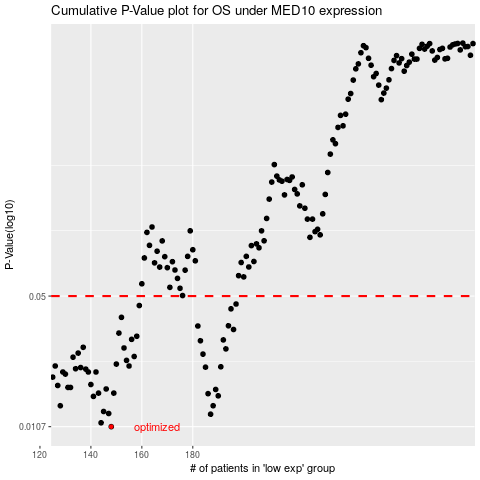 Cumulative P-Value plot for OS under MED10 expression
P-Value(log10)
0.05
0.0107
optimized
120 140 160 180
# of patients in 'low exp' group